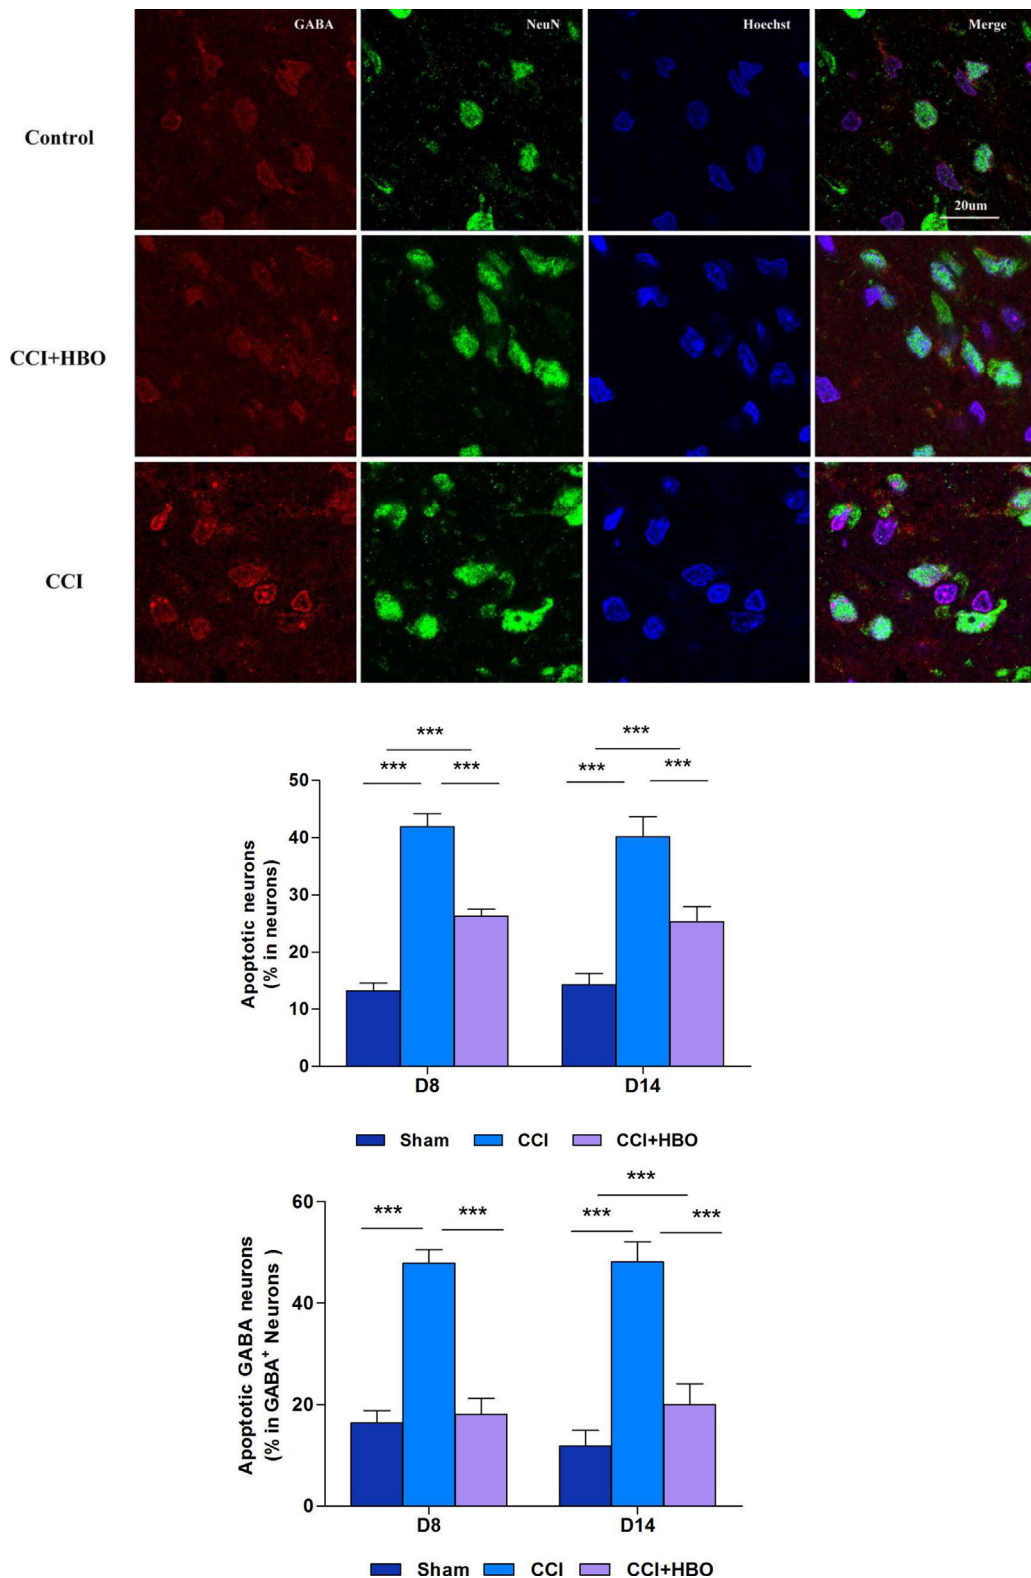 GABA NeuN Hoechst Merge
Control
20um
CCI+HBO
CCI
***
*** ***
***
*** ***
50
40
30
20
10
0
Apoptotic neurons
(% in neurons)
D8 D14
Sham CCI CCI+HBO
***
*** *** *** ***
60
40
20
0
Apoptotic GABA neurons
(% in GABA⁺ Neurons )
D8 D14
Sham CCI CCI+HBO